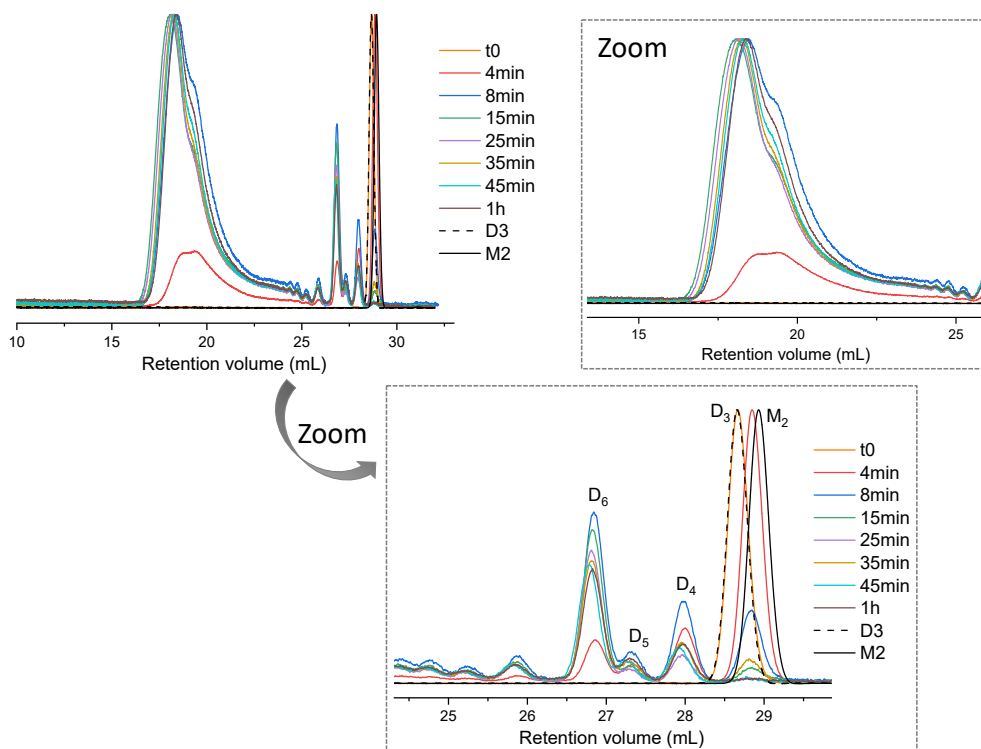 t0
4min
8min
15min
25min
35min
45min
1h
D3
M2
10 15 20 25 30
Retention volume (mL)
Zoom
15 20 25
Retention volume (mL)
Zoom
D₃ M₂
D₆
D₅
D₄
t0
4min
8min
15min
25min
35min
45min
1h
D3
M2
25 26 27 28 29
Retention volume (mL)